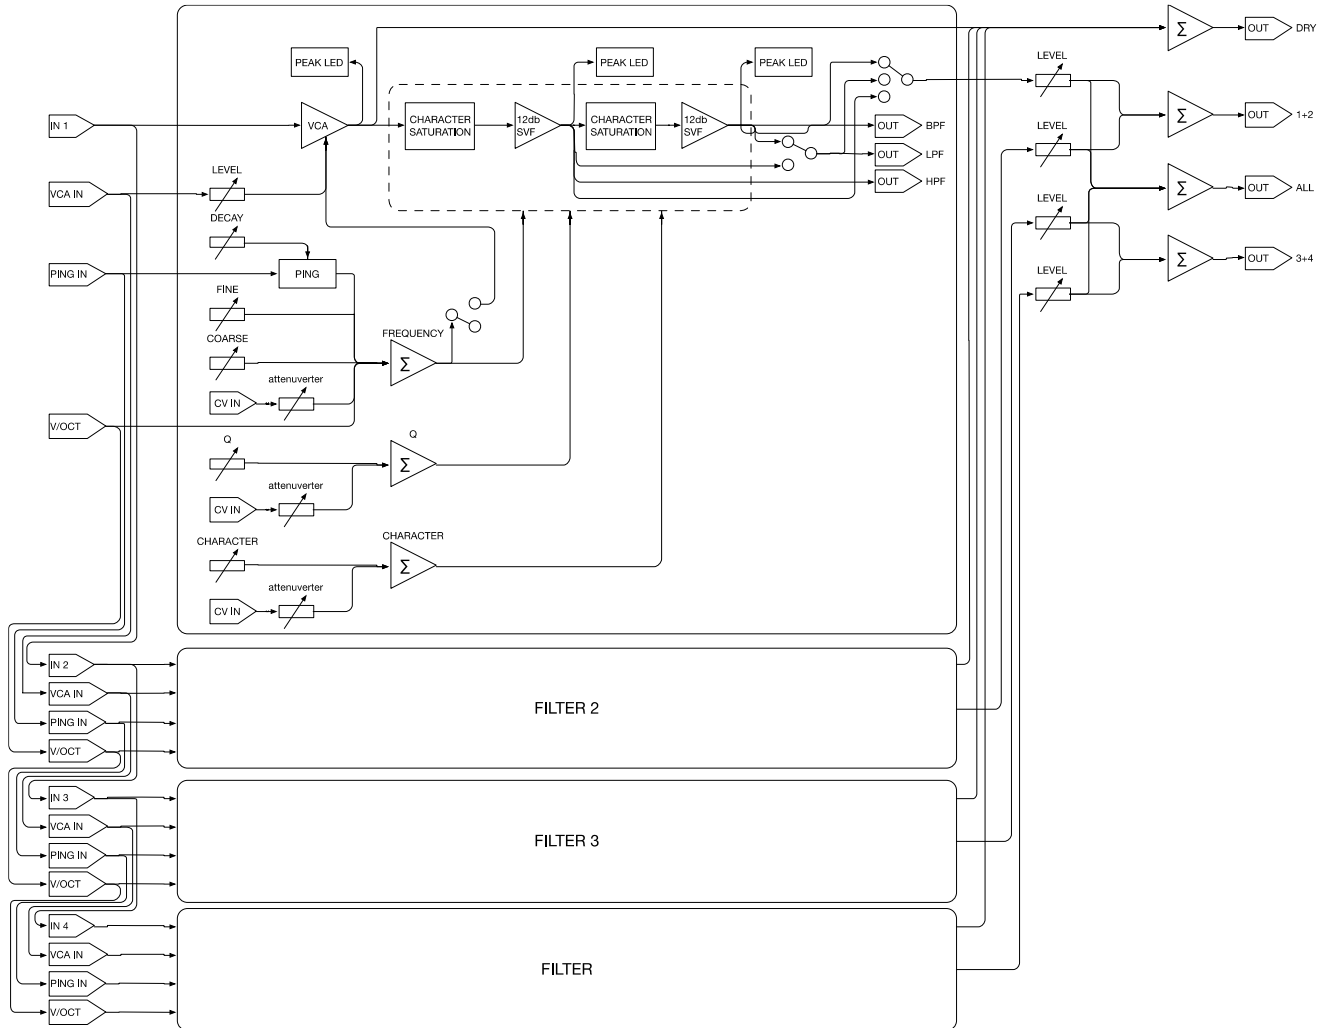 PEAK LED
PEAK LED
PEAK LED
Σ
OUT
DRY
LEVEL
IN 1
VCA
CHARACTER
SATURATION
12db
SVF
CHARACTER
SATURATION
12db
SVF
OUT
BPF
OUT
LPF
OUT
HPF
LEVEL
Σ
OUT
1+2
VCA IN
LEVEL
LEVEL
Σ
OUT
ALL
DECAY
PING IN
PING
LEVEL
Σ
OUT
3+4
FINE
COARSE
FREQUENCY
Σ
CV IN
attenuverter
V/OCT
Q
Q
Σ
CV IN
attenuverter
CHARACTER
CHARACTER
Σ
CV IN
attenuverter
IN 2
VCA IN
PING IN
V/OCT
FILTER 2
IN 3
VCA IN
PING IN
V/OCT
FILTER 3
IN 4
VCA IN
PING IN
V/OCT
FILTER